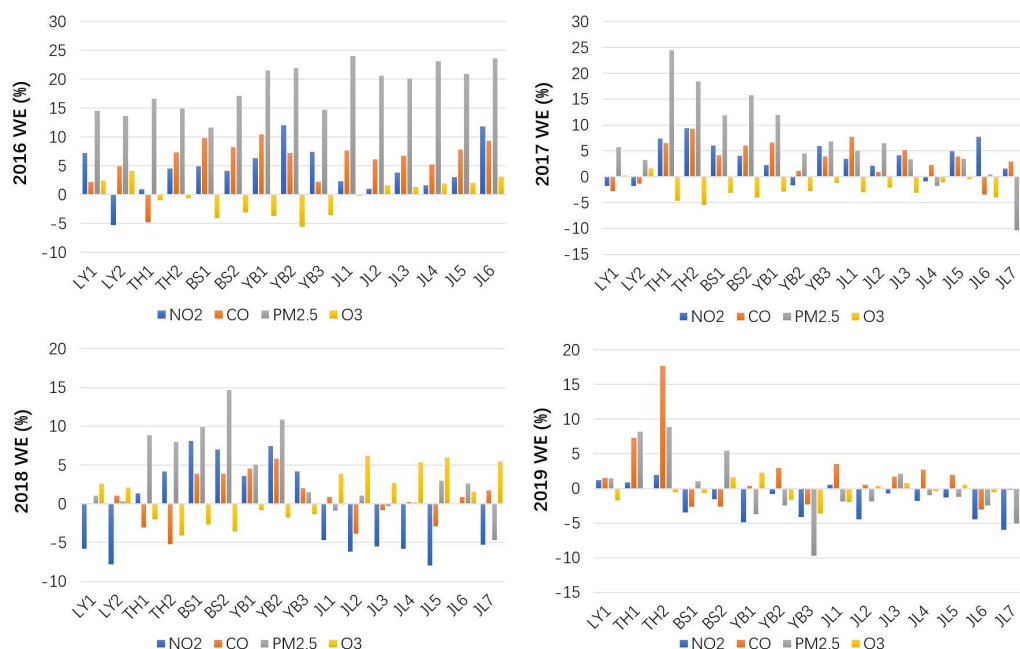 2016 WE (%)
30
25
20
15
10
5
0
-5
-10
LY1 LY2 TH1 TH2 BS1 BS2 YB1 YB2 YB3 JL1 JL2 JL3 JL4 JL5 JL6
NO2 CO PM2.5 O3
2017 WE (%)
30
25
20
15
10
5
0
-5
-10
-15
LY1 LY2 TH1 TH2 BS1 BS2 YB1 YB2 YB3 JL1 JL2 JL3 JL4 JL5 JL6 JL7
NO2 CO PM2.5 O3
2018 WE (%)
20
15
10
5
0
-5
-10
LY1 LY2 TH1 TH2 BS1 BS2 YB1 YB2 YB3 JL1 JL2 JL3 JL4 JL5 JL6 JL7
NO2 CO PM2.5 O3
2019 WE (%)
20
15
10
5
0
-5
-10
-15
LY1 TH1 TH2 BS1 BS2 YB1 YB2 YB3 JL1 JL2 JL3 JL4 JL5 JL6 JL7
NO2 CO PM2.5 O3